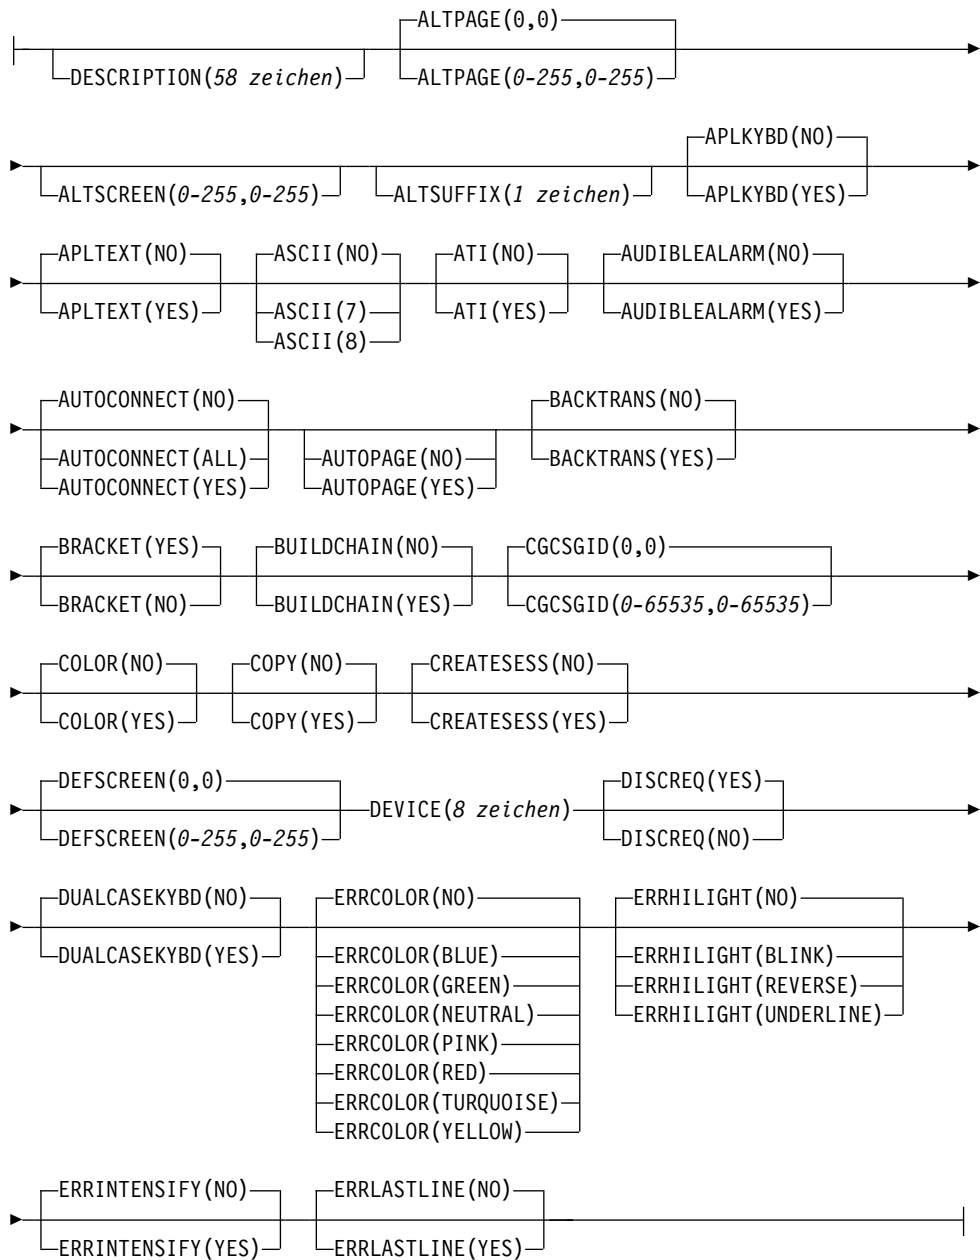 ALTPAGE(0,0)
DESCRIPTION(58 zeichen) ALTPAGE(0-255,0-255)
APLKYBD(NO)
ALTSCREEN(0-255,0-255) ALTSUFFIX(1 zeichen) APLKYBD(YES)
APLTEXT(NO) ASCII(NO) ATI(NO) AUDIBLEALARM(NO)
APLTEXT(YES) ASCII(7) ATI(YES) AUDIBLEALARM(YES)
ASCII(8)
AUTOCONNECT(NO) BACKTRANS(NO)
AUTOCONNECT(ALL) AUTOPAGE(NO) BACKTRANS(YES)
AUTOCONNECT(YES) AUTOPAGE(YES)
BRACKET(YES) BUILDCHAIN(NO) CGCSGID(0,0)
BRACKET(NO) BUILDCHAIN(YES) CGCSGID(0-65535,0-65535)
COLOR(NO) COPY(NO) CREATESESS(NO)
COLOR(YES) COPY(YES) CREATESESS(YES)
DEFSCREEN(0,0) DISCREQ(YES)
DEVICE(8 zeichen)
DEFSCREEN(0-255,0-255) DISCREQ(NO)
DUALCASEKYBD(NO) ERRCOLOR(NO) ERRHILIGHT(NO)
DUALCASEKYBD(YES) ERRCOLOR(BLUE) ERRHILIGHT(BLINK)
ERRCOLOR(GREEN) ERRHILIGHT(REVERSE)
ERRCOLOR(NEUTRAL) ERRHILIGHT(UNDERLINE)
ERRCOLOR(PINK)
ERRCOLOR(RED)
ERRCOLOR(TURQUOISE)
ERRCOLOR(YELLOW)
ERRINTENSIFY(NO) ERRLASTLINE(NO)
ERRINTENSIFY(YES) ERRLASTLINE(YES)